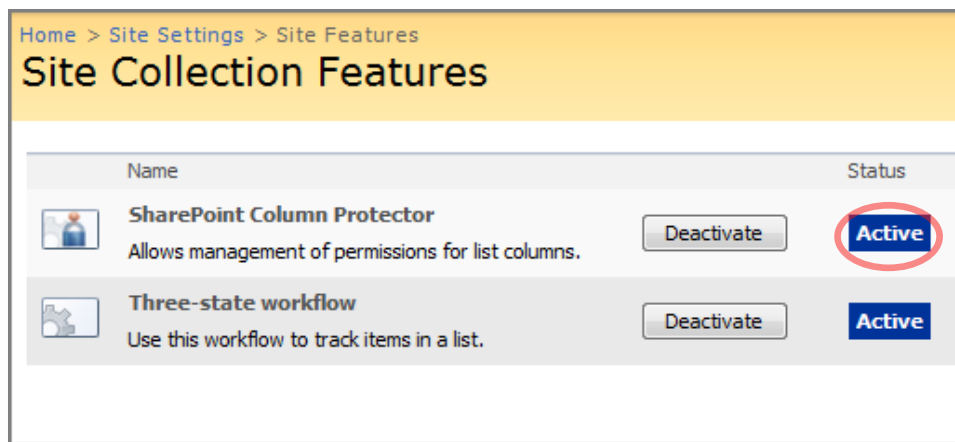 Home > Site Settings > Site Features
Site Collection Features
Name Status
SharePoint Column Protector
Allows management of permissions for list columns.
Deactivate Active
Three-state workflow
Use this workflow to track items in a list.
Deactivate Active